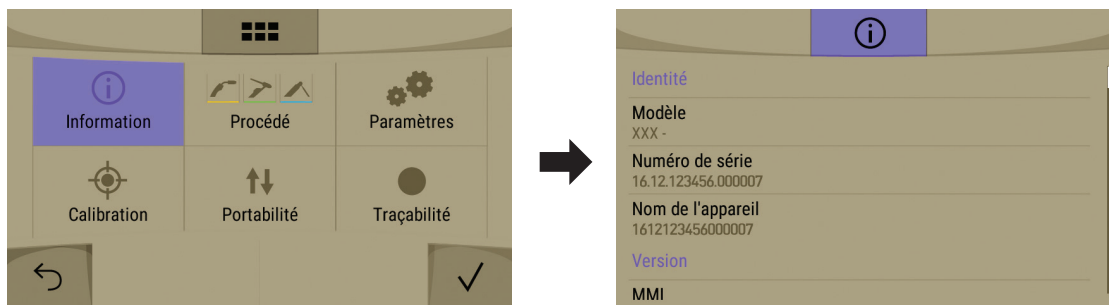 Information
Procédé
Paramètres
Calibration
Portabilité
Traçabilité
Identité
Modèle
XXX -
Numéro de série
16.12.123456.000007
Nom de l'appareil
1612123456000007
Version
MMI